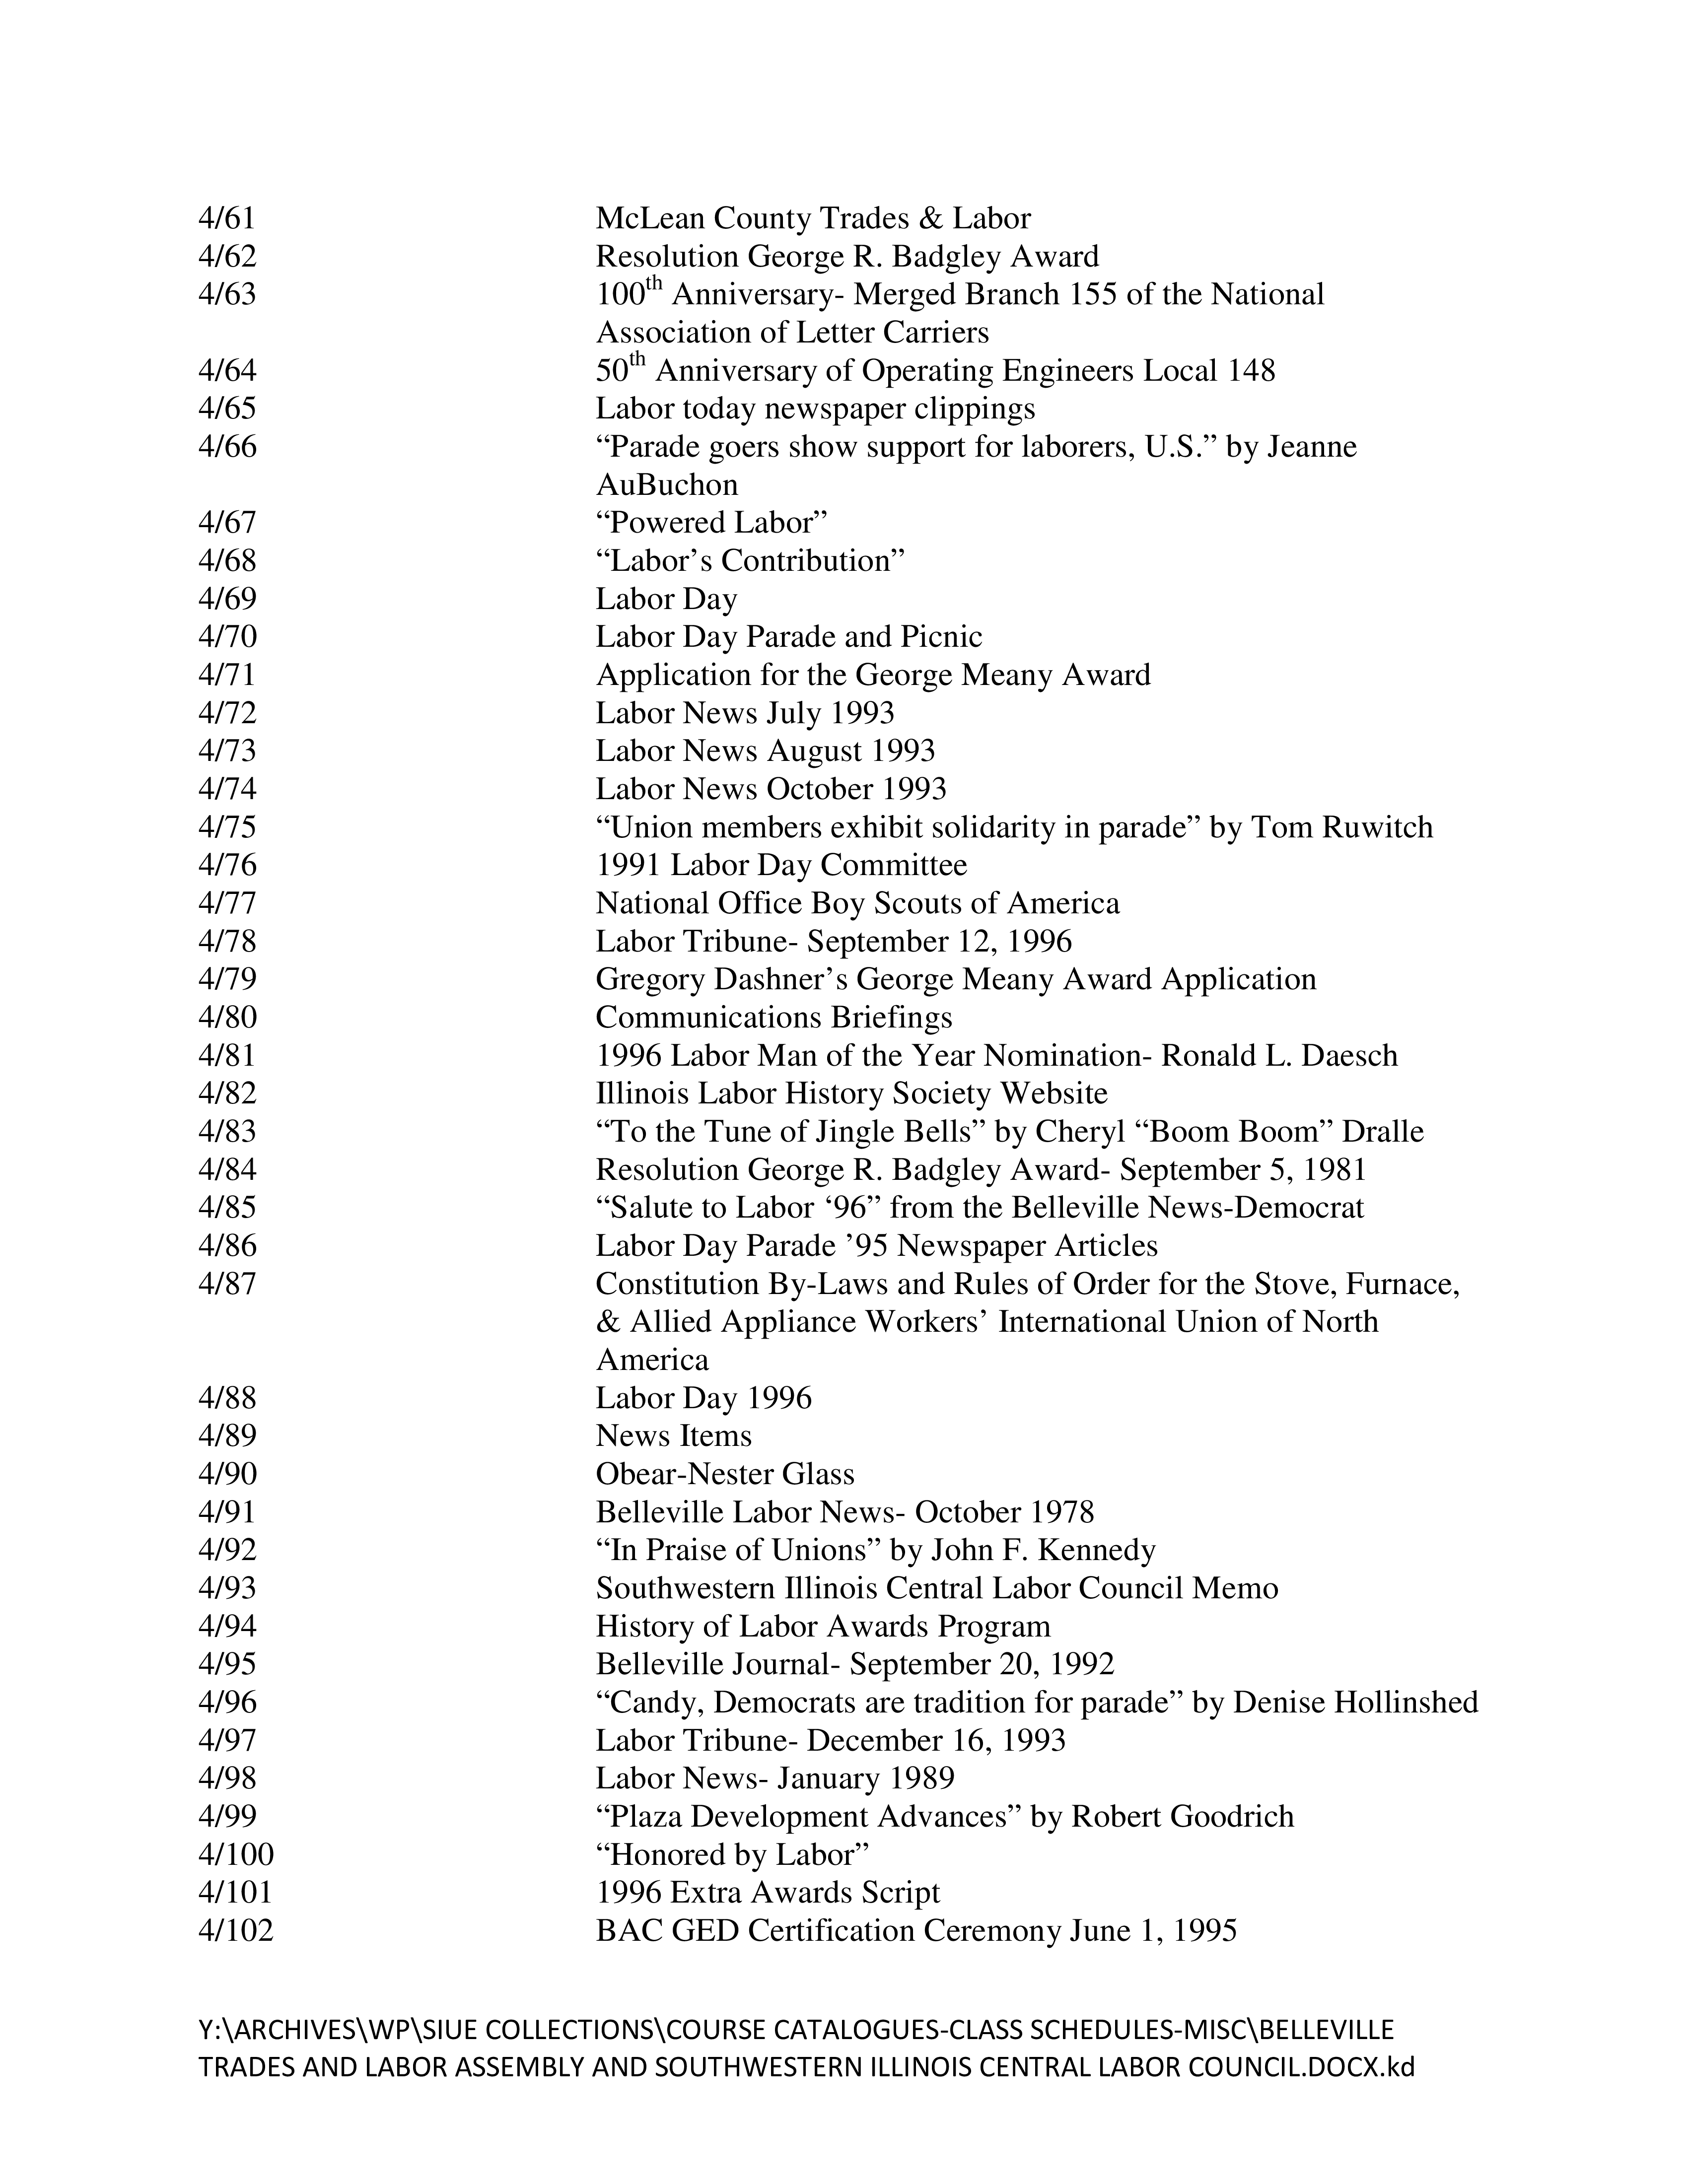 4/61 McLean County Trades & Labor
4/62 Resolution George R. Badgley Award
4/63 100th Anniversary- Merged Branch 155 of the National
Association of Letter Carriers
4/64 50th Anniversary of Operating Engineers Local 148
4/65 Labor today newspaper clippings
4/66 “Parade goers show support for laborers, U.S.” by Jeanne
AuBuchon
4/67 “Powered Labor”
4/68 “Labor’s Contribution”
4/69 Labor Day
4/70 Labor Day Parade and Picnic
4/71 Application for the George Meany Award
4/72 Labor News July 1993
4/73 Labor News August 1993
4/74 Labor News October 1993
4/75 “Union members exhibit solidarity in parade” by Tom Ruwitch
4/76 1991 Labor Day Committee
4/77 National Office Boy Scouts of America
4/78 Labor Tribune- September 12, 1996
4/79 Gregory Dashner’s George Meany Award Application
4/80 Communications Briefings
4/81 1996 Labor Man of the Year Nomination- Ronald L. Daesch
4/82 Illinois Labor History Society Website
4/83 “To the Tune of Jingle Bells” by Cheryl “Boom Boom” Dralle
4/84 Resolution George R. Badgley Award- September 5, 1981
4/85 “Salute to Labor ‘96” from the Belleville News-Democrat
4/86 Labor Day Parade ’95 Newspaper Articles
4/87 Constitution By-Laws and Rules of Order for the Stove, Furnace,
& Allied Appliance Workers’ International Union of North
America
4/88 Labor Day 1996
4/89 News Items
4/90 Obear-Nester Glass
4/91 Belleville Labor News- October 1978
4/92 “In Praise of Unions” by John F. Kennedy
4/93 Southwestern Illinois Central Labor Council Memo
4/94 History of Labor Awards Program
4/95 Belleville Journal- September 20, 1992
4/96 “Candy, Democrats are tradition for parade” by Denise Hollinshed
4/97 Labor Tribune- December 16, 1993
4/98 Labor News- January 1989
4/99 “Plaza Development Advances” by Robert Goodrich
4/100 “Honored by Labor”
4/101 1996 Extra Awards Script
4/102 BAC GED Certification Ceremony June 1, 1995
Y:\ARCHIVES\WP\SIUE COLLECTIONS\COURSE CATALOGUES-CLASS SCHEDULES-MISC\BELLEVILLE
TRADES AND LABOR ASSEMBLY AND SOUTHWESTERN ILLINOIS CENTRAL LABOR COUNCIL.DOCX.kd